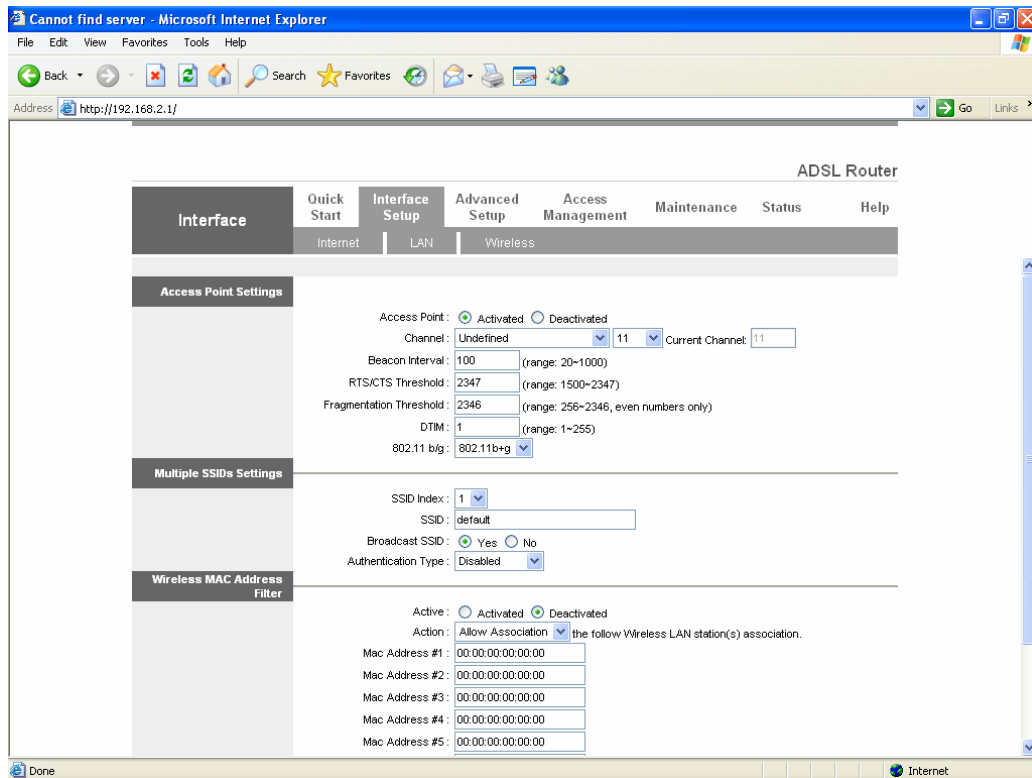 Cannot find server - Microsoft Internet Explorer
File Edit View Favorites Tools Help
Back Search Favorites
Address http://192.168.2.1/ Go Links
ADSL Router
Interface
Quick Start Interface Setup Advanced Setup Access Management Maintenance Status Help
Internet LAN Wireless
Access Point Settings
Access Point : Activated Deactivated
Channel : Undefined 11 Current Channel: 11
Beacon Interval : 100 (range: 20~1000)
RTS/CTS Threshold : 2347 (range: 1500~2347)
Fragmentation Threshold : 2346 (range: 256~2346, even numbers only)
DTIM : 1 (range: 1~255)
802.11 b/g : 802.11b+g
Multiple SSIDs Settings
SSID Index : 1
SSID : default
Broadcast SSID : Yes No
Authentication Type : Disabled
Wireless MAC Address Filter
Active : Activated Deactivated
Action : Allow Association the follow Wireless LAN station(s) association.
Mac Address #1 : 00:00:00:00:00:00
Mac Address #2 : 00:00:00:00:00:00
Mac Address #3 : 00:00:00:00:00:00
Mac Address #4 : 00:00:00:00:00:00
Mac Address #5 : 00:00:00:00:00:00
Done Internet